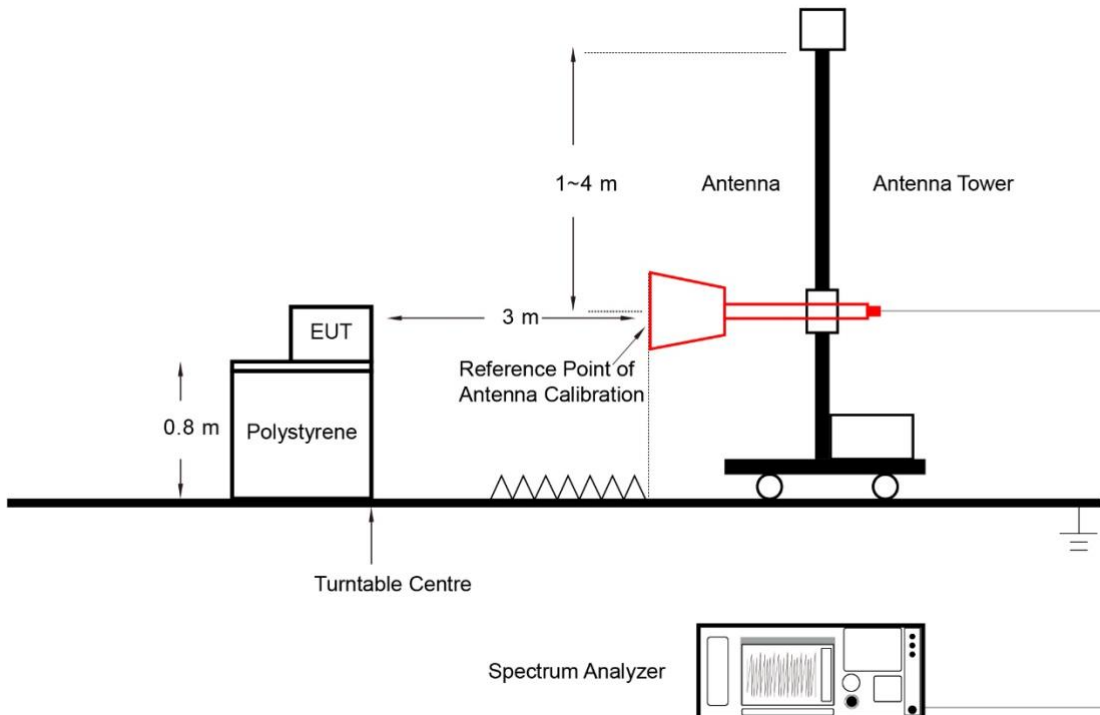 1~4 m
Antenna
Antenna Tower
EUT
3 m
Reference Point of
Antenna Calibration
0.8 m
Polystyrene
Turntable Centre
Spectrum Analyzer